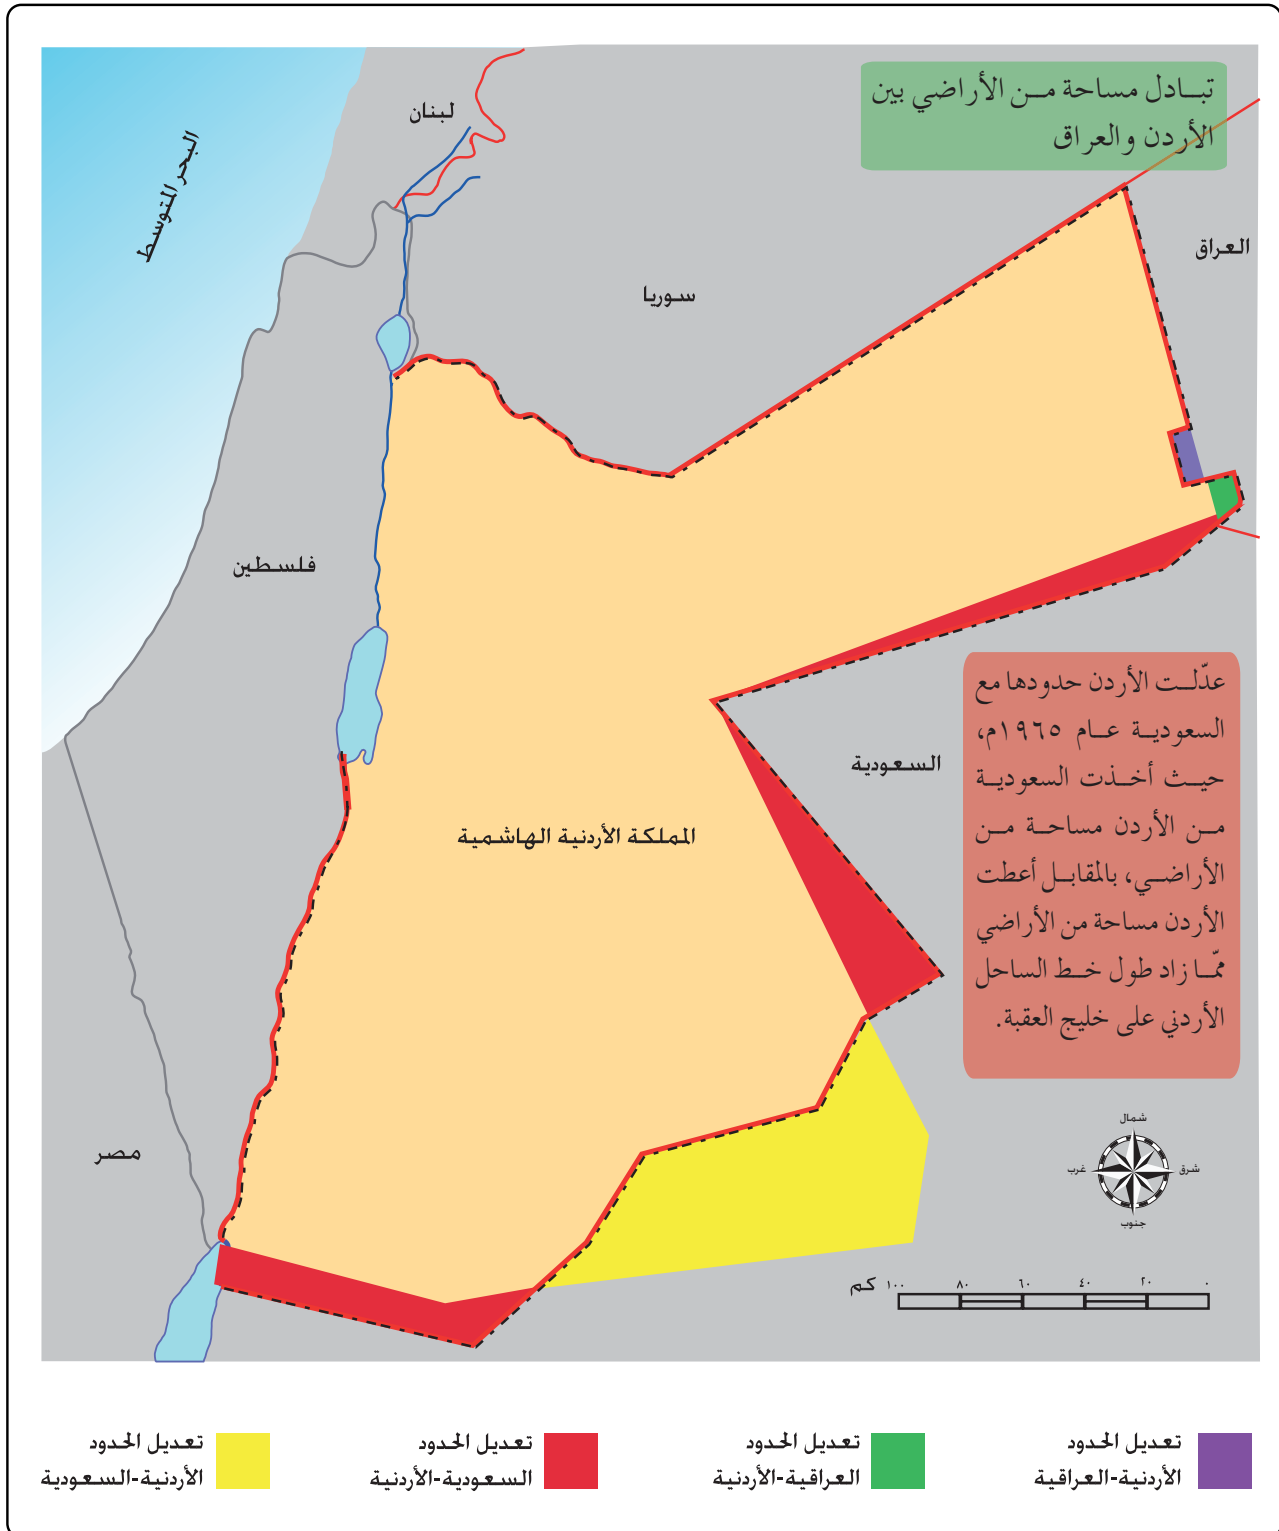 تبادل مساحة من الأراضي بين
الأردن والعراق
لبنان
البحر المتوسط
العراق
سوريا
فلسطين
عدّلت الأردن حدودها مع
السعودية عام ١٩٦٥م،
حيث أخذت السعودية
من الأردن مساحة من
الأراضي، بالمقابل أعطت
الأردن مساحة من الأراضي
ممّا زاد طول خط الساحل
الأردني على خليج العقبة.
السعودية
المملكة الأردنية الهاشمية
مصر
شمال
شرق
غرب
جنوب
كم ١٠٠ ٨٠ ٦٠ ٤٠ ٢٠ ٠
تعديل الحدود
الأردنية-العراقية
تعديل الحدود
العراقية-الأردنية
تعديل الحدود
السعودية-الأردنية
تعديل الحدود
الأردنية-السعودية